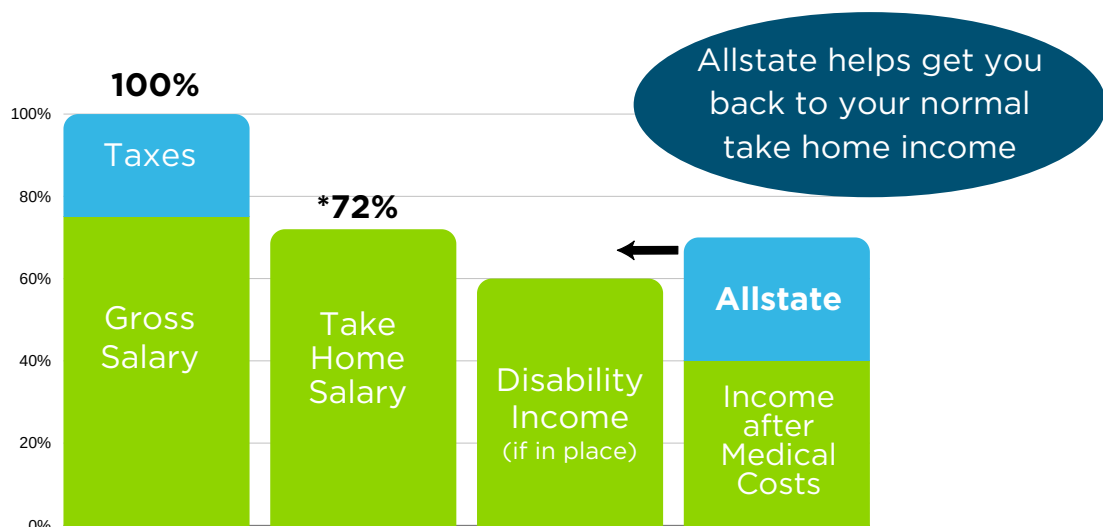 Allstate helps get you
back to your normal
take home income
100%
*72%
100%
80%
60%
40%
20%
0%
Taxes
Gross
Salary
Take
Home
Salary
Disability
Income
(if in place)
Allstate
Income
after
Medical
Costs